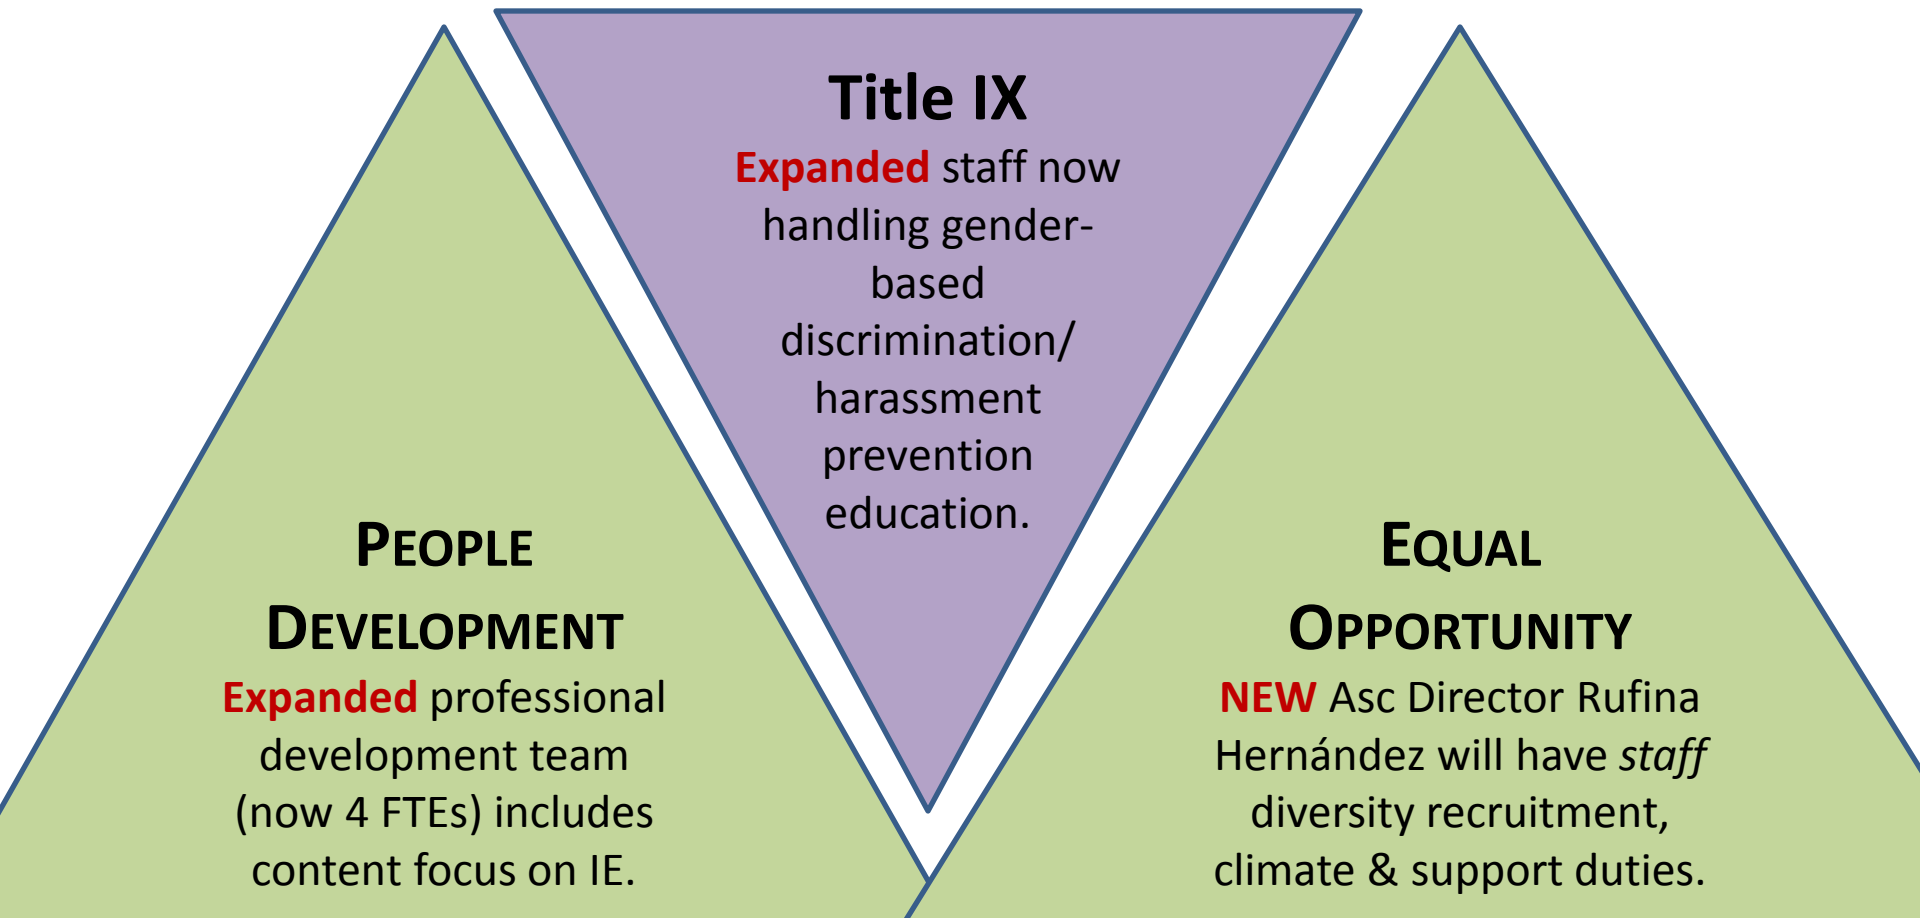 Title IX
Expanded staff now
handling gender-
based
discrimination/
harassment
prevention
education.
PEOPLE
DEVELOPMENT
Expanded professional
development team
(now 4 FTEs) includes
content focus on IE.
EQUAL
OPPORTUNITY
NEW Asc Director Rufina
Hernández will have staff
diversity recruitment,
climate & support duties.